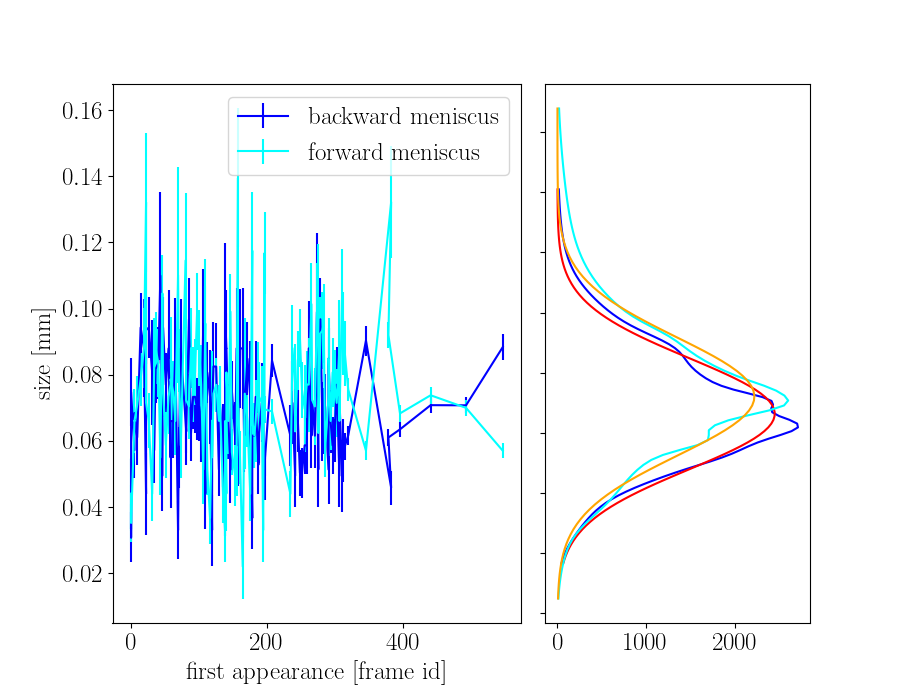 backward meniscus
forward meniscus
0.16
0.14
0.12
0.10
0.08
0.06
0.04
0.02
size [mm]
0 200 400
first appearance [frame id]
0 1000 2000